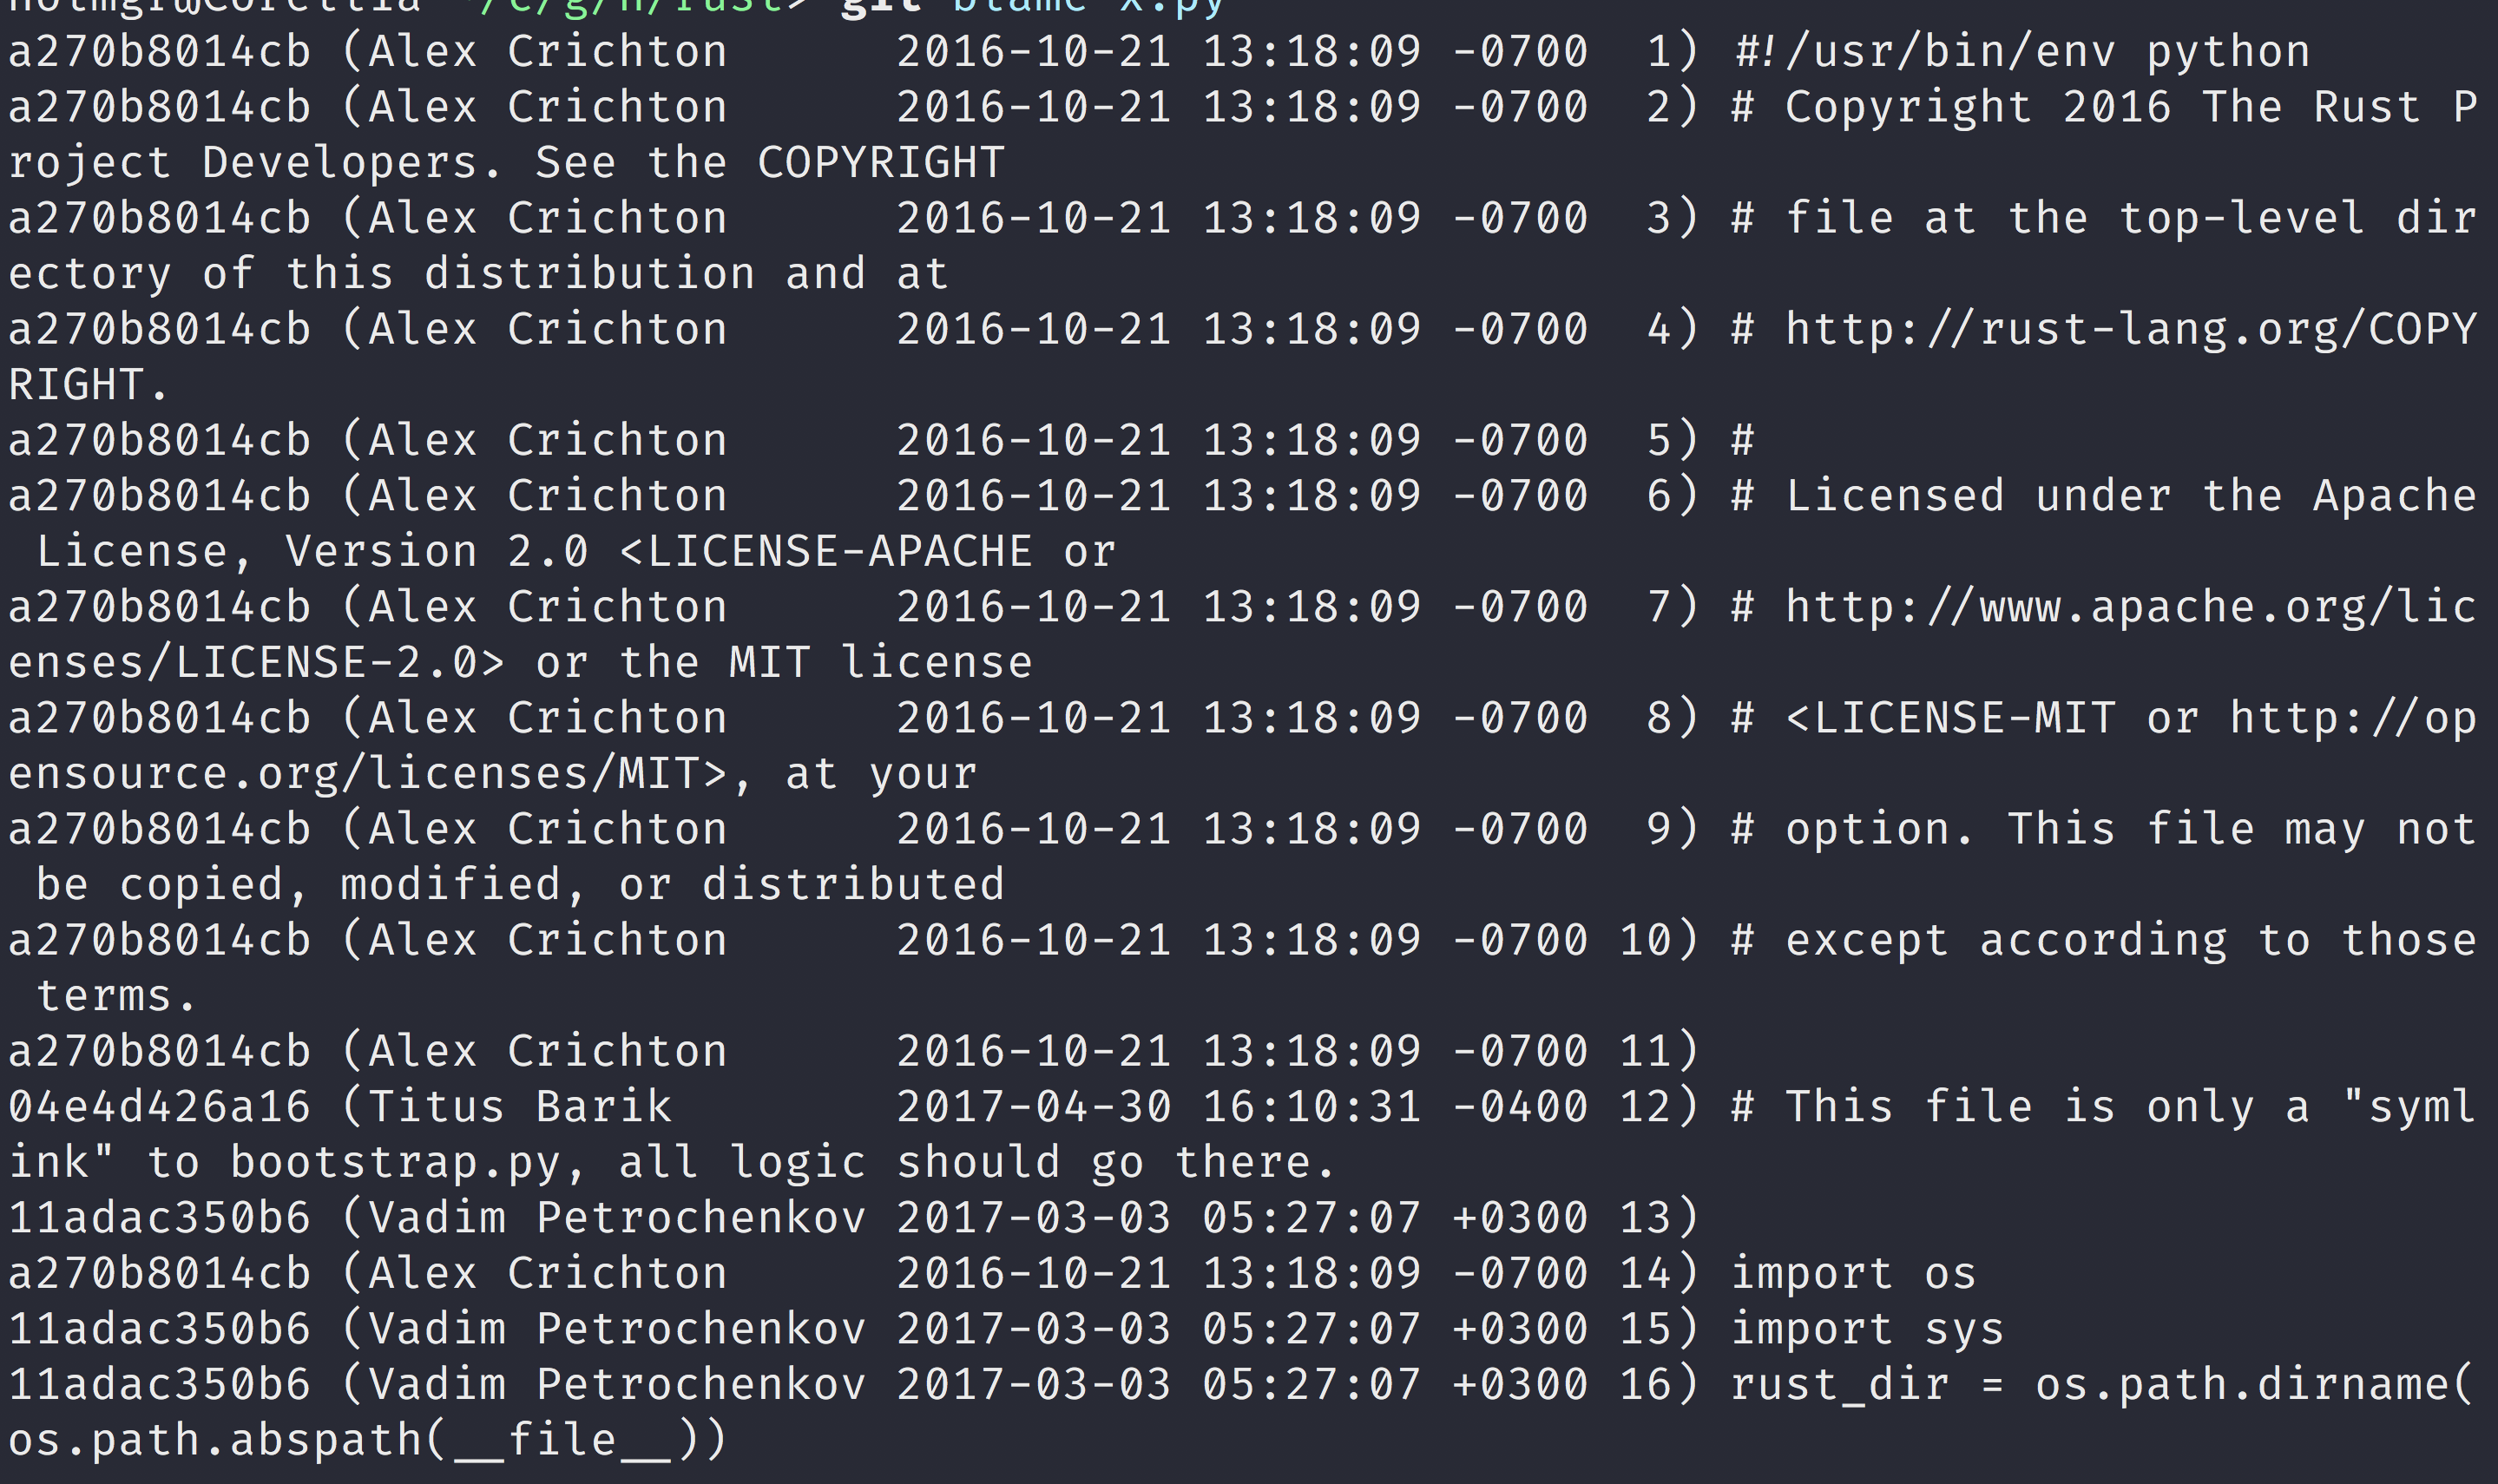 holmgr@Corellia ~/c/g/h/rust> git blame x.py
a270b8014cb (Alex Crichton      2016-10-21 13:18:09 -0700  1) #!/usr/bin/env python
a270b8014cb (Alex Crichton      2016-10-21 13:18:09 -0700  2) # Copyright 2016 The Rust P
roject Developers. See the COPYRIGHT
a270b8014cb (Alex Crichton      2016-10-21 13:18:09 -0700  3) # file at the top-level dir
ectory of this distribution and at
a270b8014cb (Alex Crichton      2016-10-21 13:18:09 -0700  4) # http://rust-lang.org/COPY
RIGHT.
a270b8014cb (Alex Crichton      2016-10-21 13:18:09 -0700  5) #
a270b8014cb (Alex Crichton      2016-10-21 13:18:09 -0700  6) # Licensed under the Apache
 License, Version 2.0 <LICENSE-APACHE or
a270b8014cb (Alex Crichton      2016-10-21 13:18:09 -0700  7) # http://www.apache.org/lic
enses/LICENSE-2.0> or the MIT license
a270b8014cb (Alex Crichton      2016-10-21 13:18:09 -0700  8) # <LICENSE-MIT or http://op
ensource.org/licenses/MIT>, at your
a270b8014cb (Alex Crichton      2016-10-21 13:18:09 -0700  9) # option. This file may not
 be copied, modified, or distributed
a270b8014cb (Alex Crichton      2016-10-21 13:18:09 -0700 10) # except according to those
 terms.
a270b8014cb (Alex Crichton      2016-10-21 13:18:09 -0700 11)
04e4d426a16 (Titus Barik        2017-04-30 16:10:31 -0400 12) # This file is only a "syml
ink" to bootstrap.py, all logic should go there.
11adac350b6 (Vadim Petrochenkov 2017-03-03 05:27:07 +0300 13)
a270b8014cb (Alex Crichton      2016-10-21 13:18:09 -0700 14) import os
11adac350b6 (Vadim Petrochenkov 2017-03-03 05:27:07 +0300 15) import sys
11adac350b6 (Vadim Petrochenkov 2017-03-03 05:27:07 +0300 16) rust_dir = os.path.dirname(
os.path.abspath(__file__))